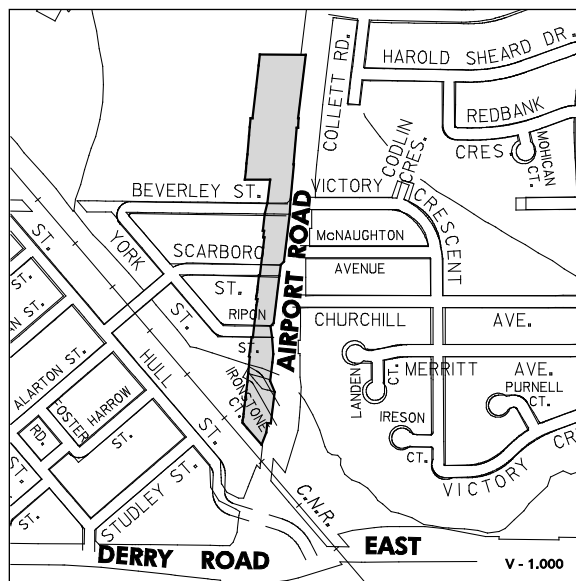 HAROLD SHEARD DR.
COLLETT RD.
REDBANK
CRES.
MOHICAN
CT.
CODLIN
CRES.
BEVERLEY ST.
VICTORY
CRESCENT
ST.
YORK
SCARBORO
ST.
McNAUGHTON
AVENUE
AIRPORT ROAD
ST.
ST.
RIPON
ST.
CHURCHILL
AVE.
AN ST.
HULL
ST.
ALARTON ST.
IRONSTONE
CT.
LANDEN
CT.
MERRITT
AVE.
PURNELL
CT.
FOSTER
RD.
HARROW
ST.
IRESON
CT.
VICTORY
CR
ST.
ST.
STUDLEY ST.
C.N.R.
DERRY ROAD
EAST
V - 1.000